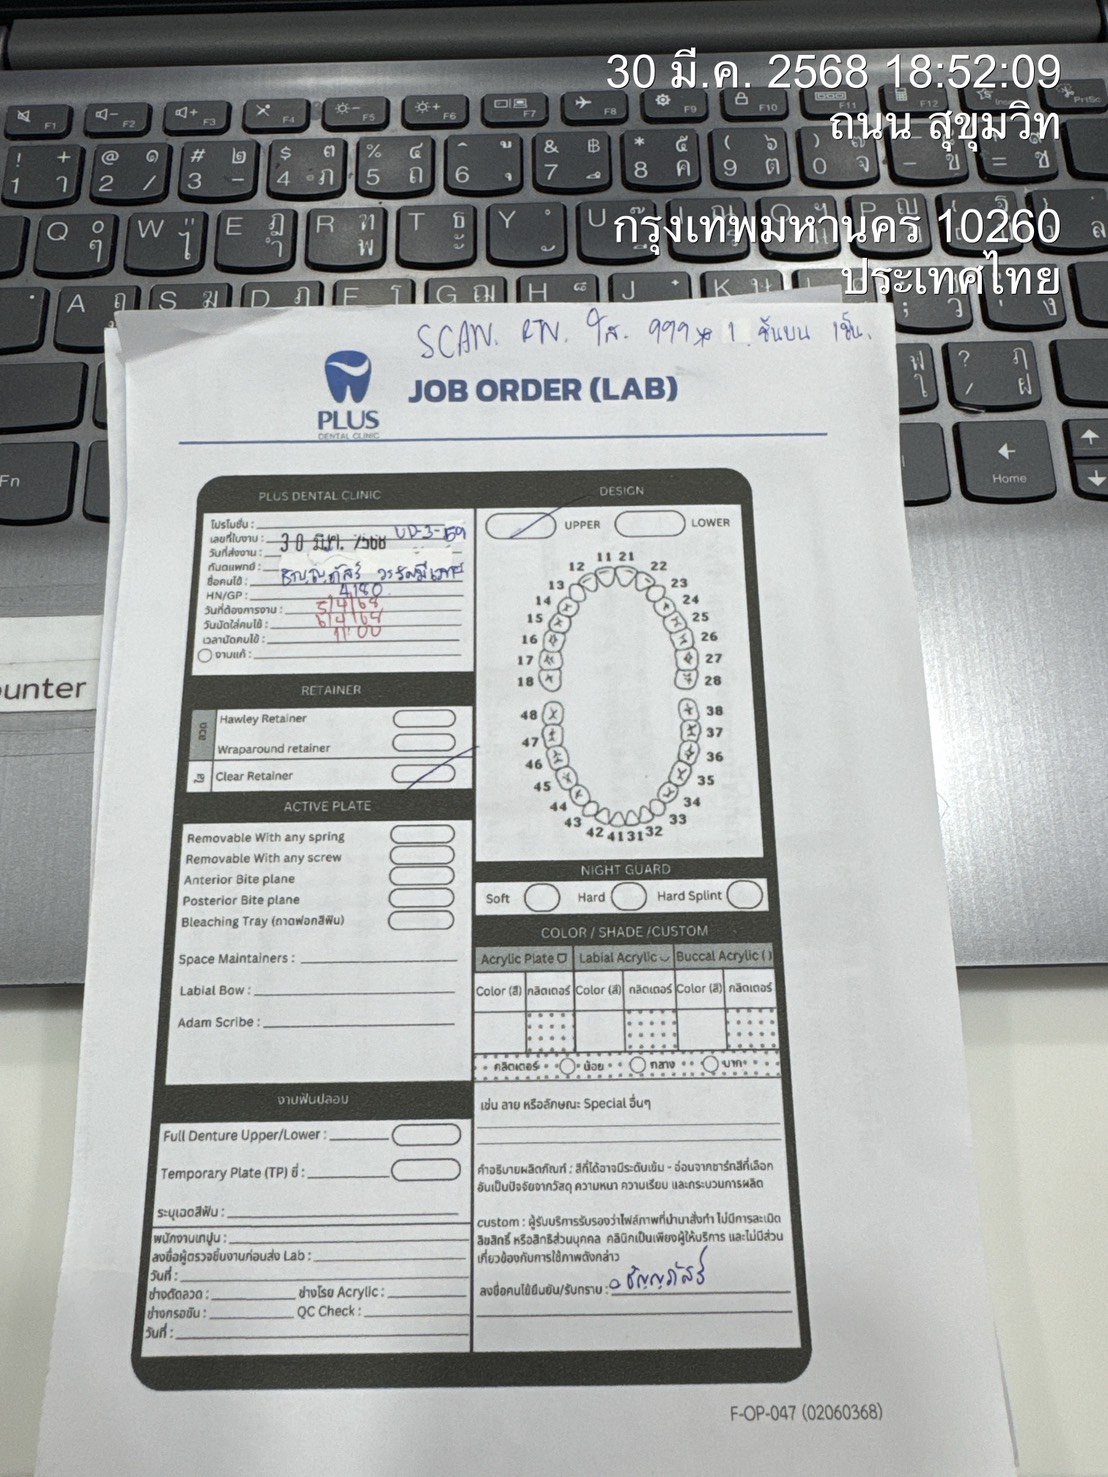 30 มี.ค. 2568 18:52:09
ถนน สุขุมวิท
กรุงเทพมหานคร 10260
ประเทศไทย
SCAN. RN. ใส. 999 * 1 ชิ้นบน 1ชิ้น.
PLUS
DENTAL CLINIC
JOB ORDER (LAB)
PLUS DENTAL CLINIC
โปรโมชั่น :
เลขที่ใบงาน : UD-3-159
วันที่ส่งงาน : 30 มี.ค. 2568
ทันตแพทย์ :
ชื่อคนไข้ :
HN/GP : 4180
วันที่ต้องการงาน : 5/4/68
วันนัดใส่คนไข้ : 6/4/68
เวลานัดคนไข้ : 11:00
งานแก้ :
RETAINER
ลวด
Hawley Retainer
Wraparound retainer
ใส
Clear Retainer
ACTIVE PLATE
Removable With any spring
Removable With any screw
Anterior Bite plane
Posterior Bite plane
Bleaching Tray (ถาดฟอกสีฟัน)
Space Maintainers :
Labial Bow :
Adam Scribe :
งานฟันปลอม
Full Denture Upper/Lower :
Temporary Plate (TP) ซี่ :
ระบุเฉดสีฟัน :
พนักงานเทปูน :
ลงชื่อผู้ตรวจชิ้นงานก่อนส่ง Lab :
วันที่ :
ช่างดัดลวด : ช่างโรย Acrylic :
ช่างกรอขัน : QC Check :
วันที่ :
DESIGN
UPPER LOWER
11 21
12 22
13 23
14 24
15 25
16 26
17 27
18 28
48 38
47 37
46 36
45 35
44 34
43 33
42 41 31 32
NIGHT GUARD
Soft Hard Hard Splint
COLOR / SHADE /CUSTOM
Acrylic Plate Labial Acrylic Buccal Acrylic ( )
Color (สี) กลิตเตอร์ Color (สี) กลิตเตอร์ Color (สี) กลิตเตอร์
กลิตเตอร์ น้อย กลาง มาก
เช่น ลาย หรือลักษณะ Special อื่นๆ
คำอธิบายผลิตภัณฑ์ : สีที่ได้อาจมีระดับเข้ม - อ่อนจากชาร์ทสีที่เลือก
อันเป็นปัจจัยจากวัสดุ ความหนา ความเรียบ และกระบวนการผลิต
custom : ผู้รับบริการรับรองว่าไฟล์ภาพที่นำมาสั่งทำ ไม่มีการละเมิด
ลิขสิทธิ์ หรือสิทธิส่วนบุคคล คลินิกเป็นเพียงผู้ให้บริการ และไม่มีส่วน
เกี่ยวข้องกับการใช้ภาพดังกล่าว
ลงชื่อคนไข้ยืนยัน/รับทราบ : ธัญญภัสร์
F-OP-047 (02060368)
unter
Fn
Home